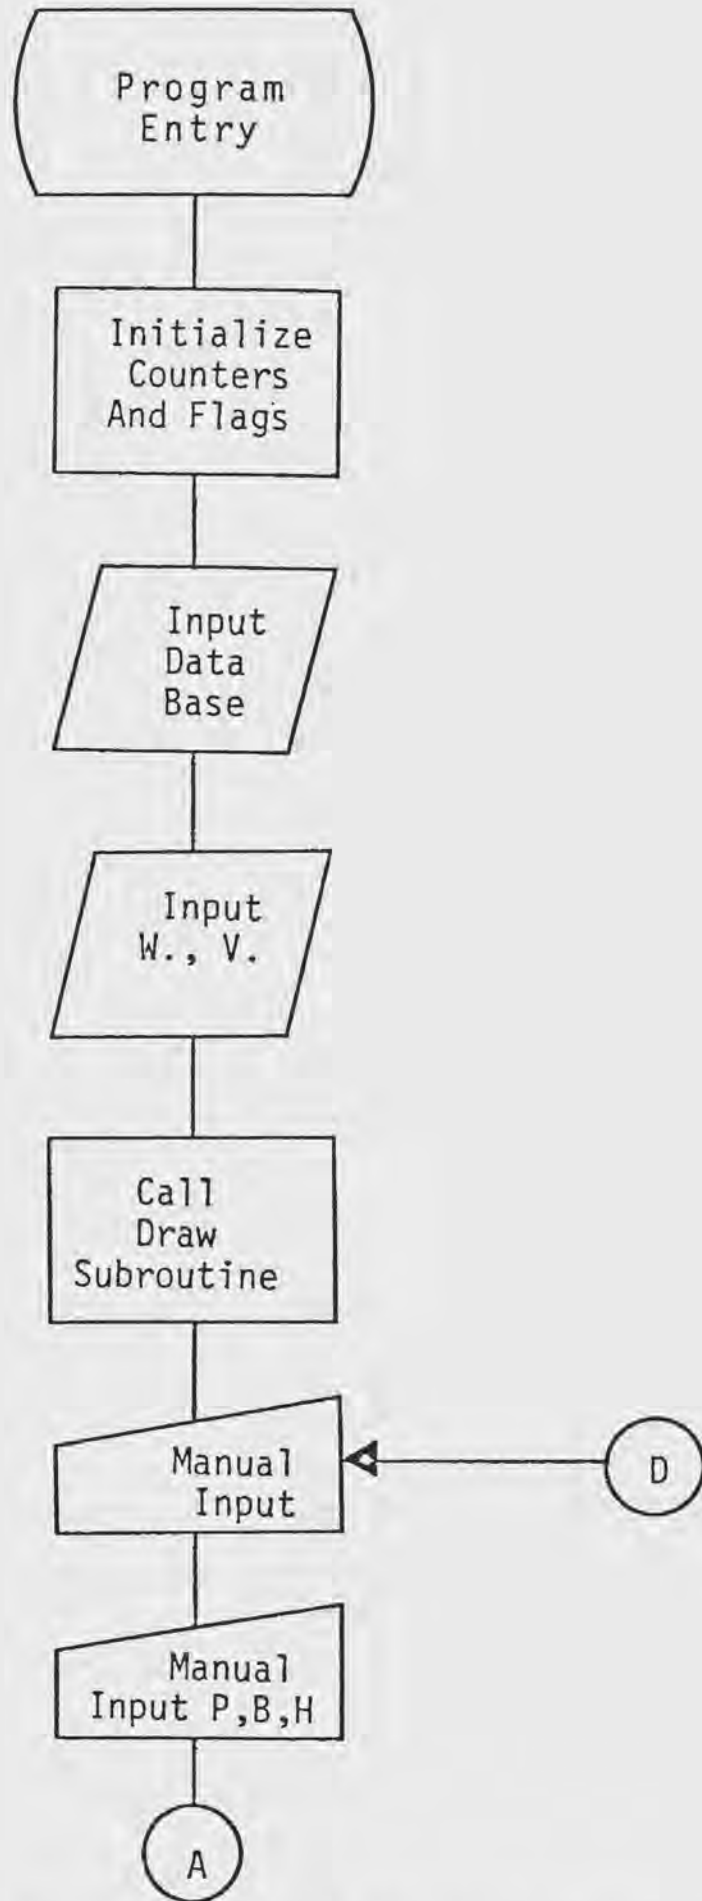 Program
Entry
Initialize
Counters
And Flags
Input
Data
Base
Input
W., V.
Call
Draw
Subroutine
Manual
Input
D
Manual
Input P,B,H
A